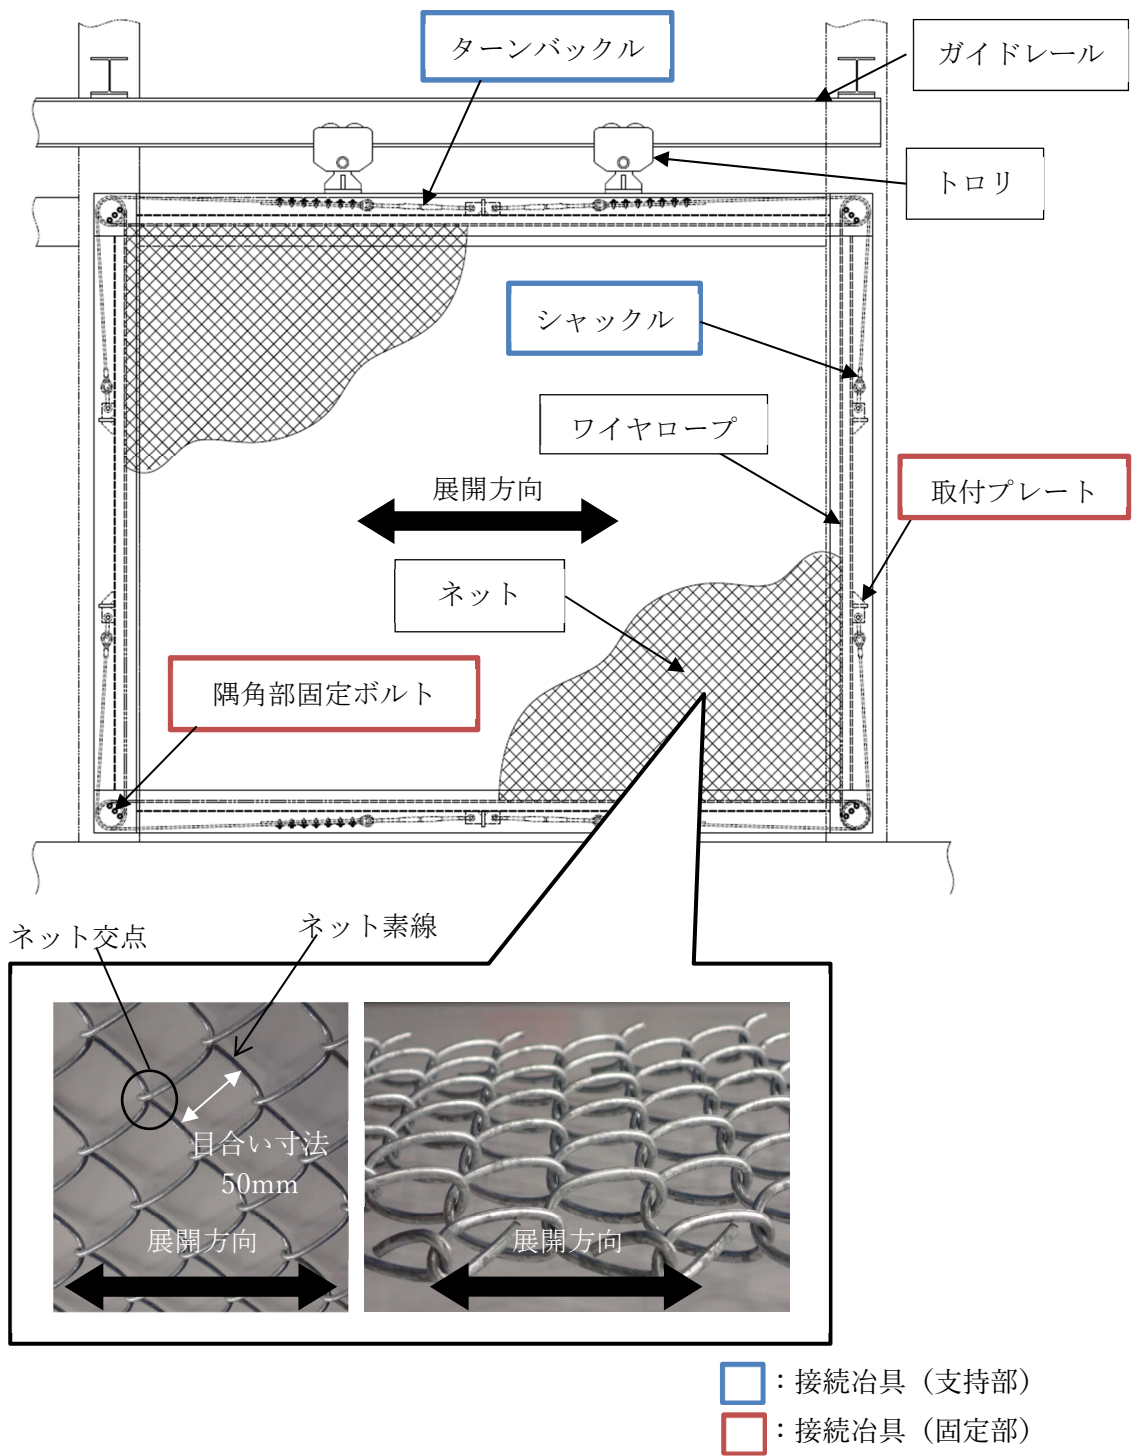 ターンバックル
ガイドレール
トロリ
シャックル
ワイヤロープ
取付プレート
展開方向
ネット
隅角部固定ボルト
ネット交点
ネット素線
目合い寸法
50mm
展開方向
展開方向
：接続冶具（支持部）
：接続冶具（固定部）